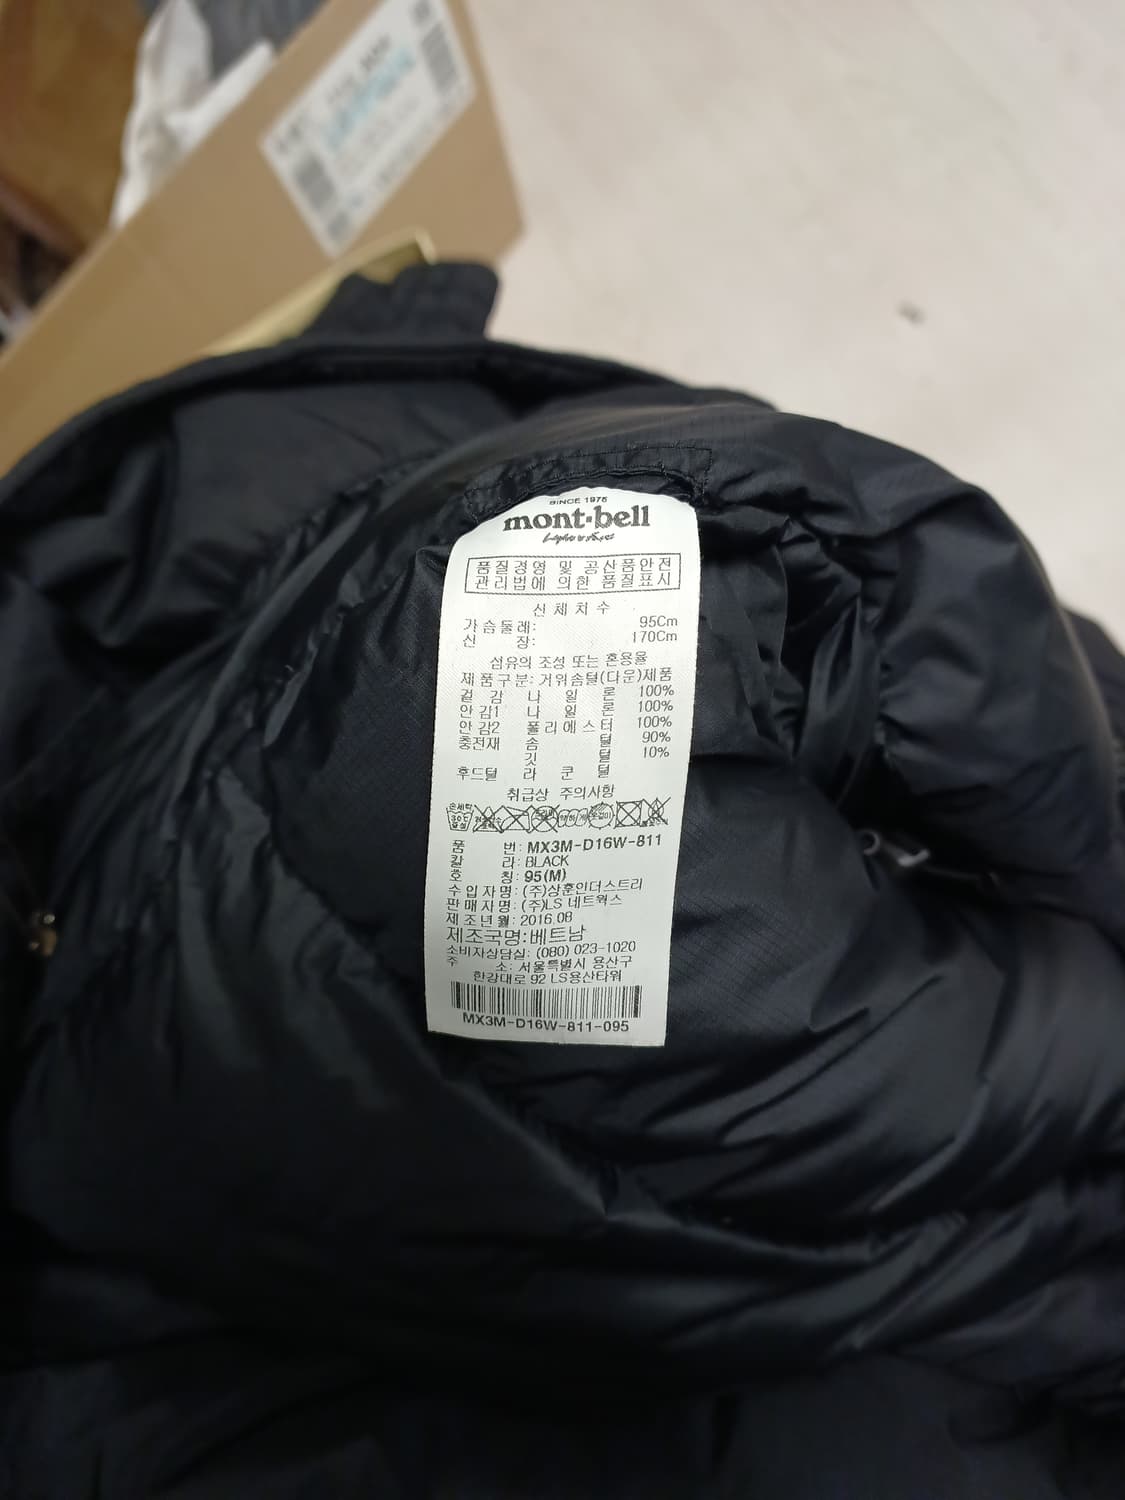 SINCE 1975
mont·bell
품질경영 및 공산품안전
관리법에 의한 품질표시
신체치수
가슴둘레: 95Cm
신 장: 170Cm
섬유의 조성 또는 혼용율
제품구분: 거위솜털(다운)제품
겉감 나일론 100%
안감1 나일론 100%
안감2 폴리에스터 100%
충전재 솜털 90%
깃털 10%
후드털 라쿤털
취급상 주의사항
손세탁
30℃
중성
품 번: MX3M-D16W-811
칼 라: BLACK
호 칭: 95(M)
수입자명: (주)상훈인더스트리
판매자명: (주)LS 네트웍스
제조년월: 2016.08
제조국명: 베트남
소비자상담실: (080) 023-1020
주 소: 서울특별시 용산구
한강대로 92 LS용산타워
MX3M-D16W-811-095